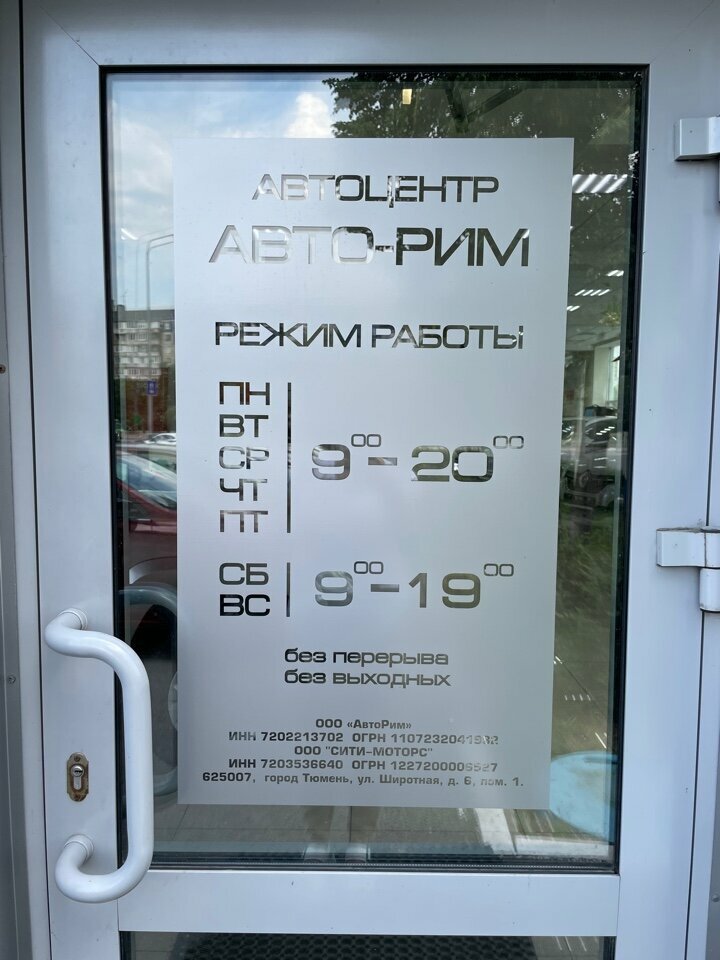 АВТОЦЕНТР
АВТО-РИМ
РЕЖИМ РАБОТЫ
ПН
ВТ
СР
ЧТ
ПТ
9⁰⁰ - 20⁰⁰
СБ
ВС
9⁰⁰ - 19⁰⁰
без перерыва
без выходных
ООО «АвтоРим»
ИНН 7202213702 ОГРН 1107232041982
ООО "СИТИ-МОТОРС"
ИНН 7203536640 ОГРН
625007, город Тюмень, ул. Широтная, д. 6, пом. 1.